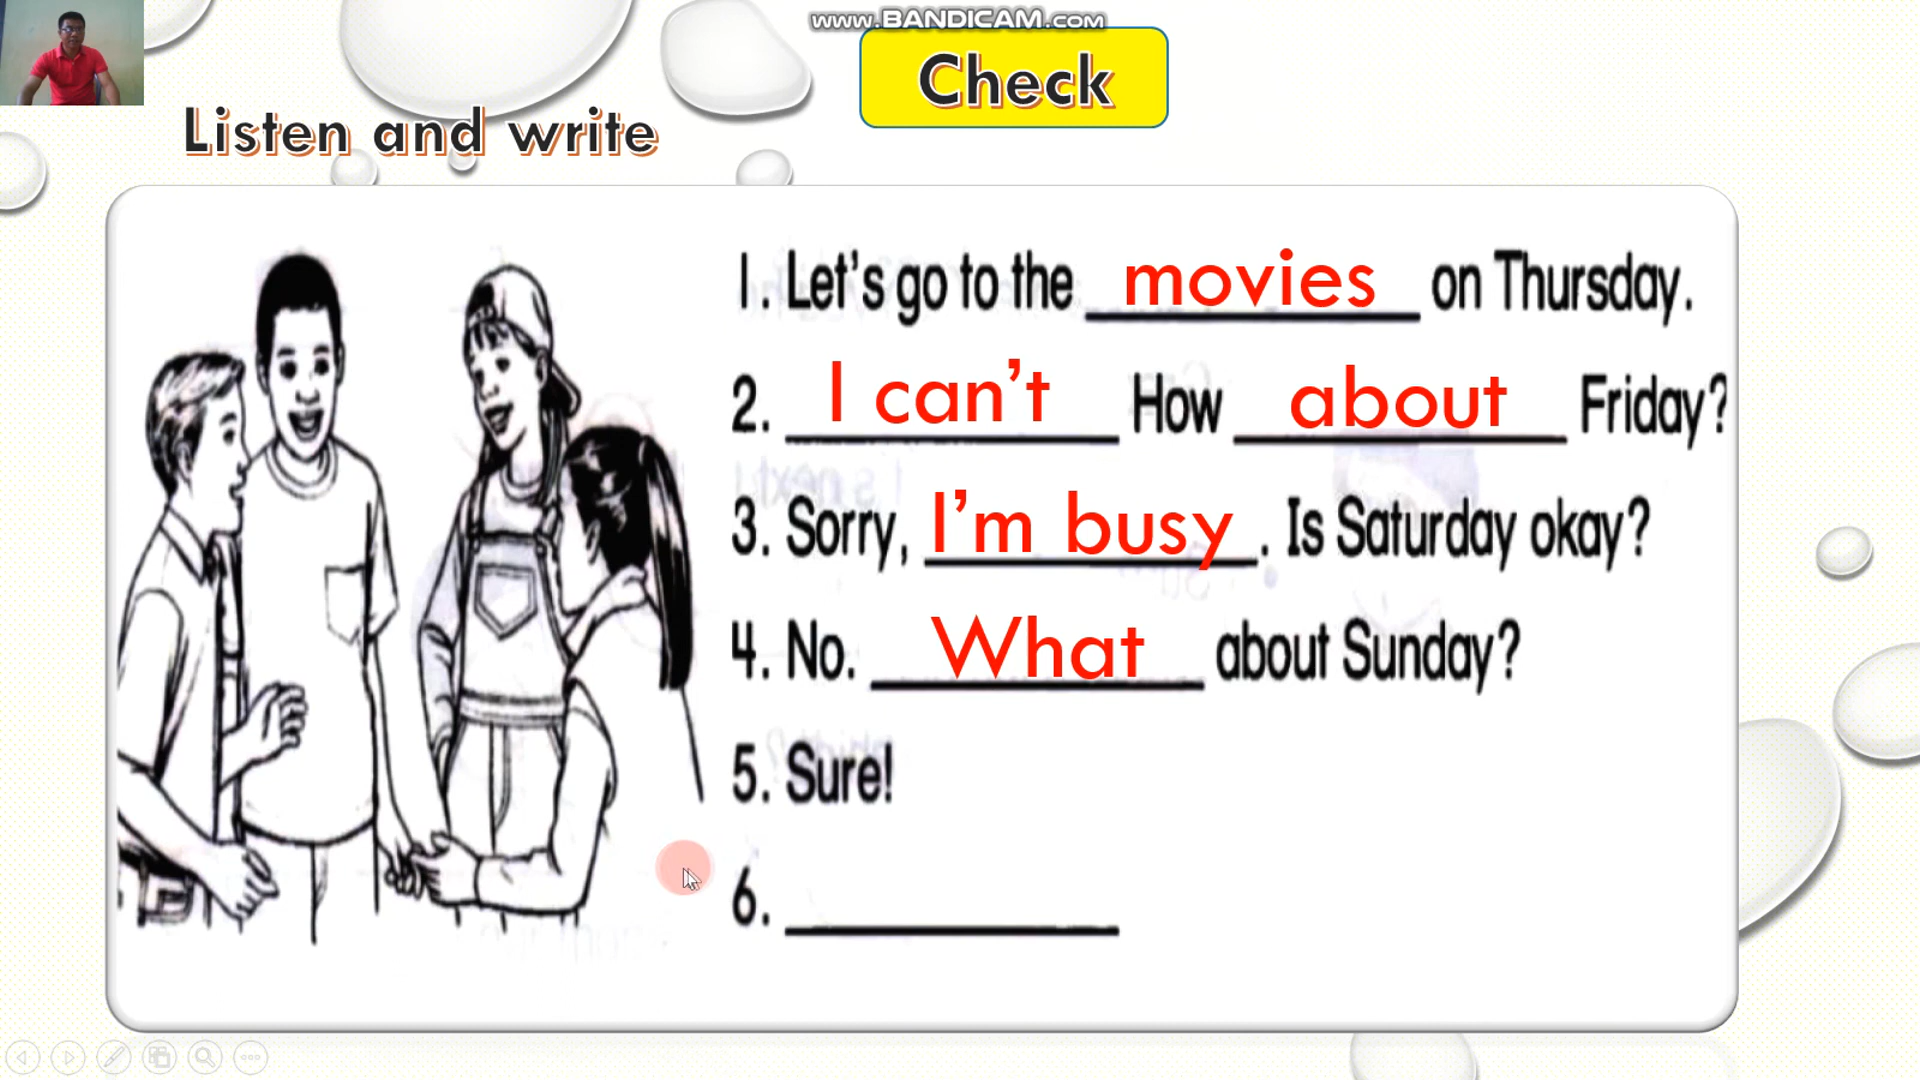 www.BANDICAM.com
Check
Listen and write
1. Let's go to the movies on Thursday.
2. I can't How about Friday?
3. Sorry, I'm busy. Is Saturday okay?
4. No. What about Sunday?
5. Sure!
6.